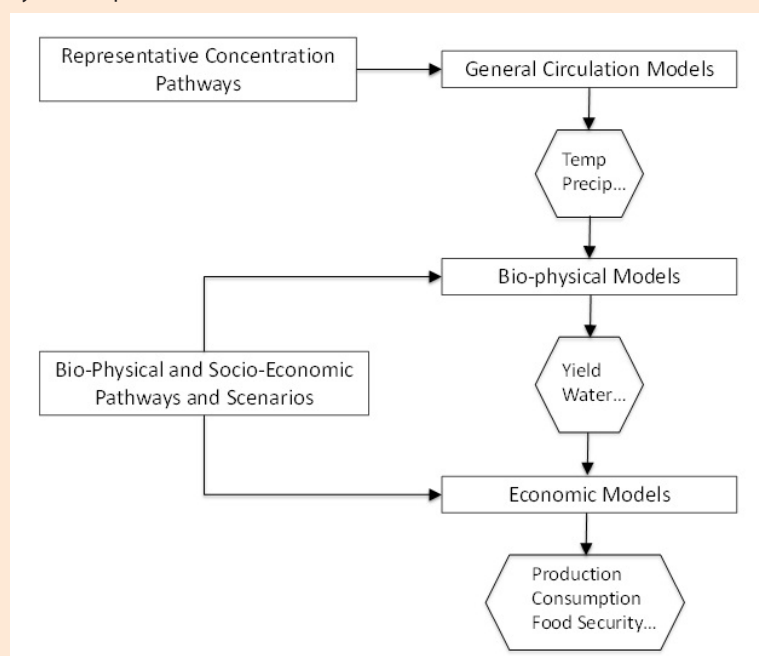 Representative Concentration
Pathways
General Circulation Models
Temp
Precip...
Bio-physical Models
Bio-Physical and Socio-Economic
Pathways and Scenarios
Yield
Water...
Economic Models
Production
Consumption
Food Security...